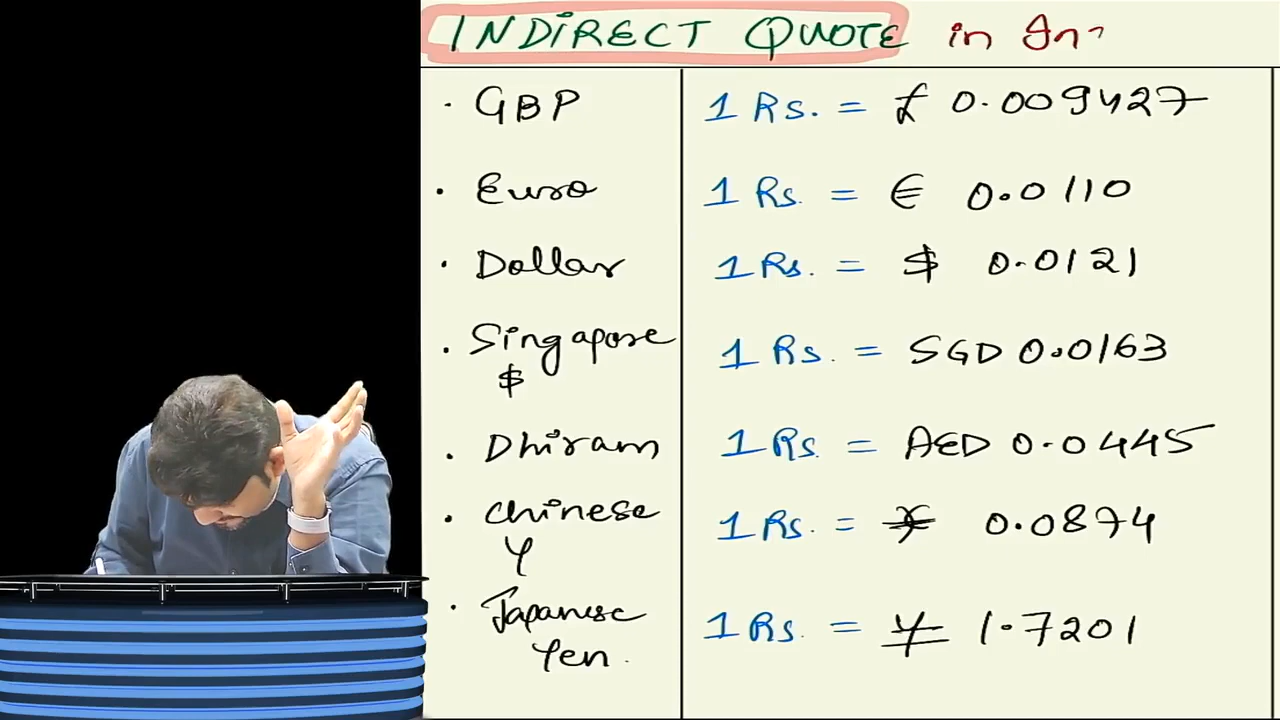 INDIRECT QUOTE in
· GBP 1 Rs. = £ 0.009427
· Euro 1 Rs. = € 0.0110
· Dollar 1 Rs. = $ 0.0121
· Singapore 1 Rs. = SGD 0.0163
$
· Dhiram 1 Rs. = AED 0.0445
· Chinese 1 Rs. = ¥ 0.0874
Y
· Japanese 1 Rs. = ¥ 1.7201
Yen.